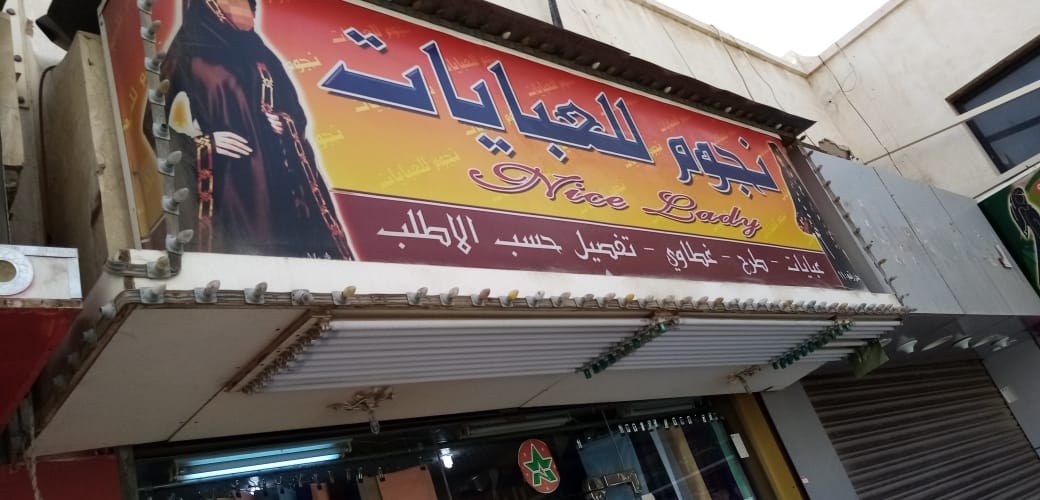 نجوم للعبايات
Nice Lady
عبايات - طرح - غطاوي - تفصيل حسب الاطلب